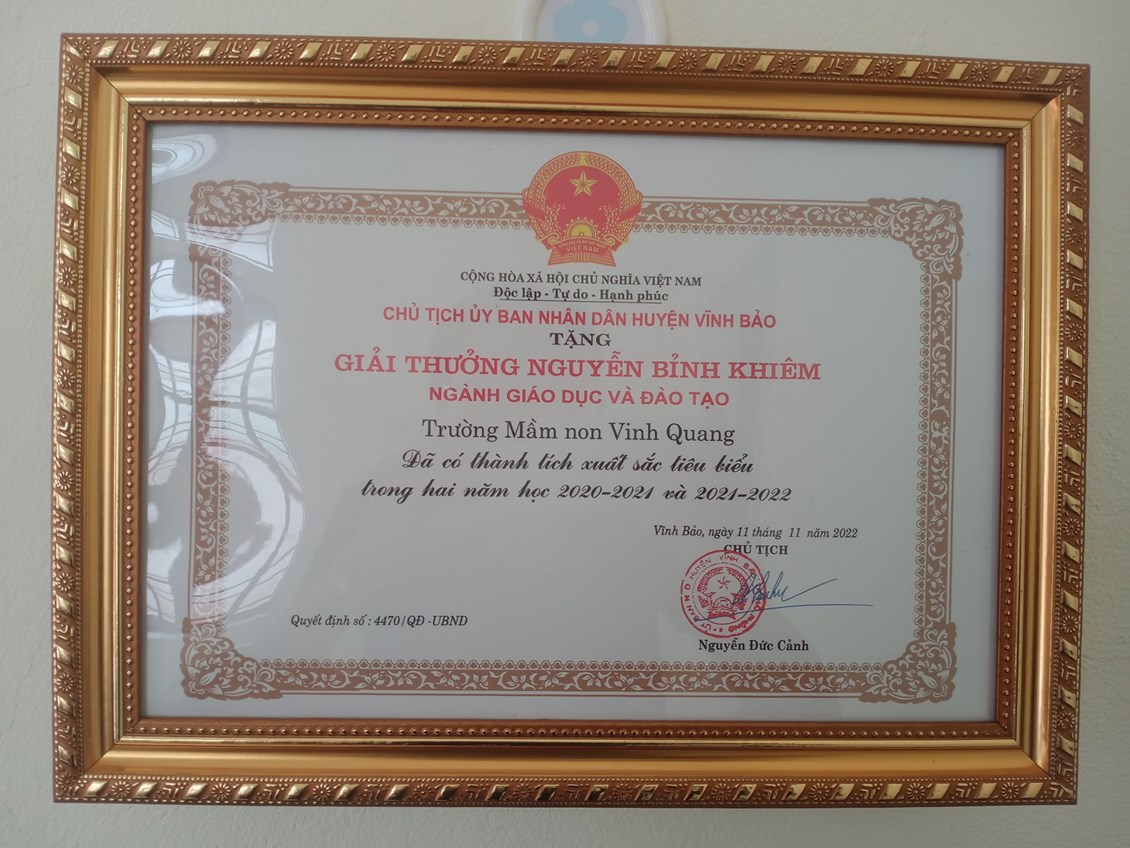 CỘNG HÒA XÃ HỘI CHỦ NGHĨA VIỆT NAM
Độc lập - Tự do - Hạnh phúc
CHỦ TỊCH ỦY BAN NHÂN DÂN HUYỆN VĨNH BẢO
TẶNG
GIẢI THƯỞNG NGUYỄN BỈNH KHIÊM
NGÀNH GIÁO DỤC VÀ ĐÀO TẠO
Trường Mầm non Vinh Quang
Đã có thành tích xuất sắc tiêu biểu
trong hai năm học 2020-2021 và 2021-2022
Vĩnh Bảo, ngày 11 tháng 11 năm 2022
CHỦ TỊCH
Quyết định số : 4470/QĐ -UBND
Nguyễn Đức Cảnh